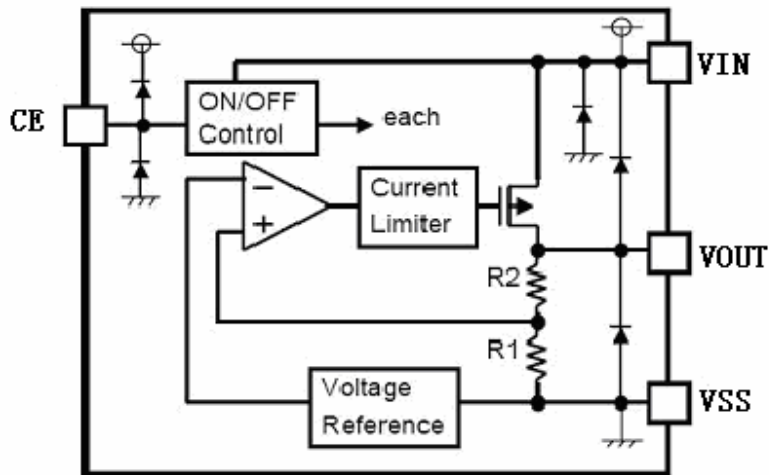 VIN
CE
ON/OFF
Control
each
−
+
Current
Limiter
VOUT
R2
R1
Voltage
Reference
VSS